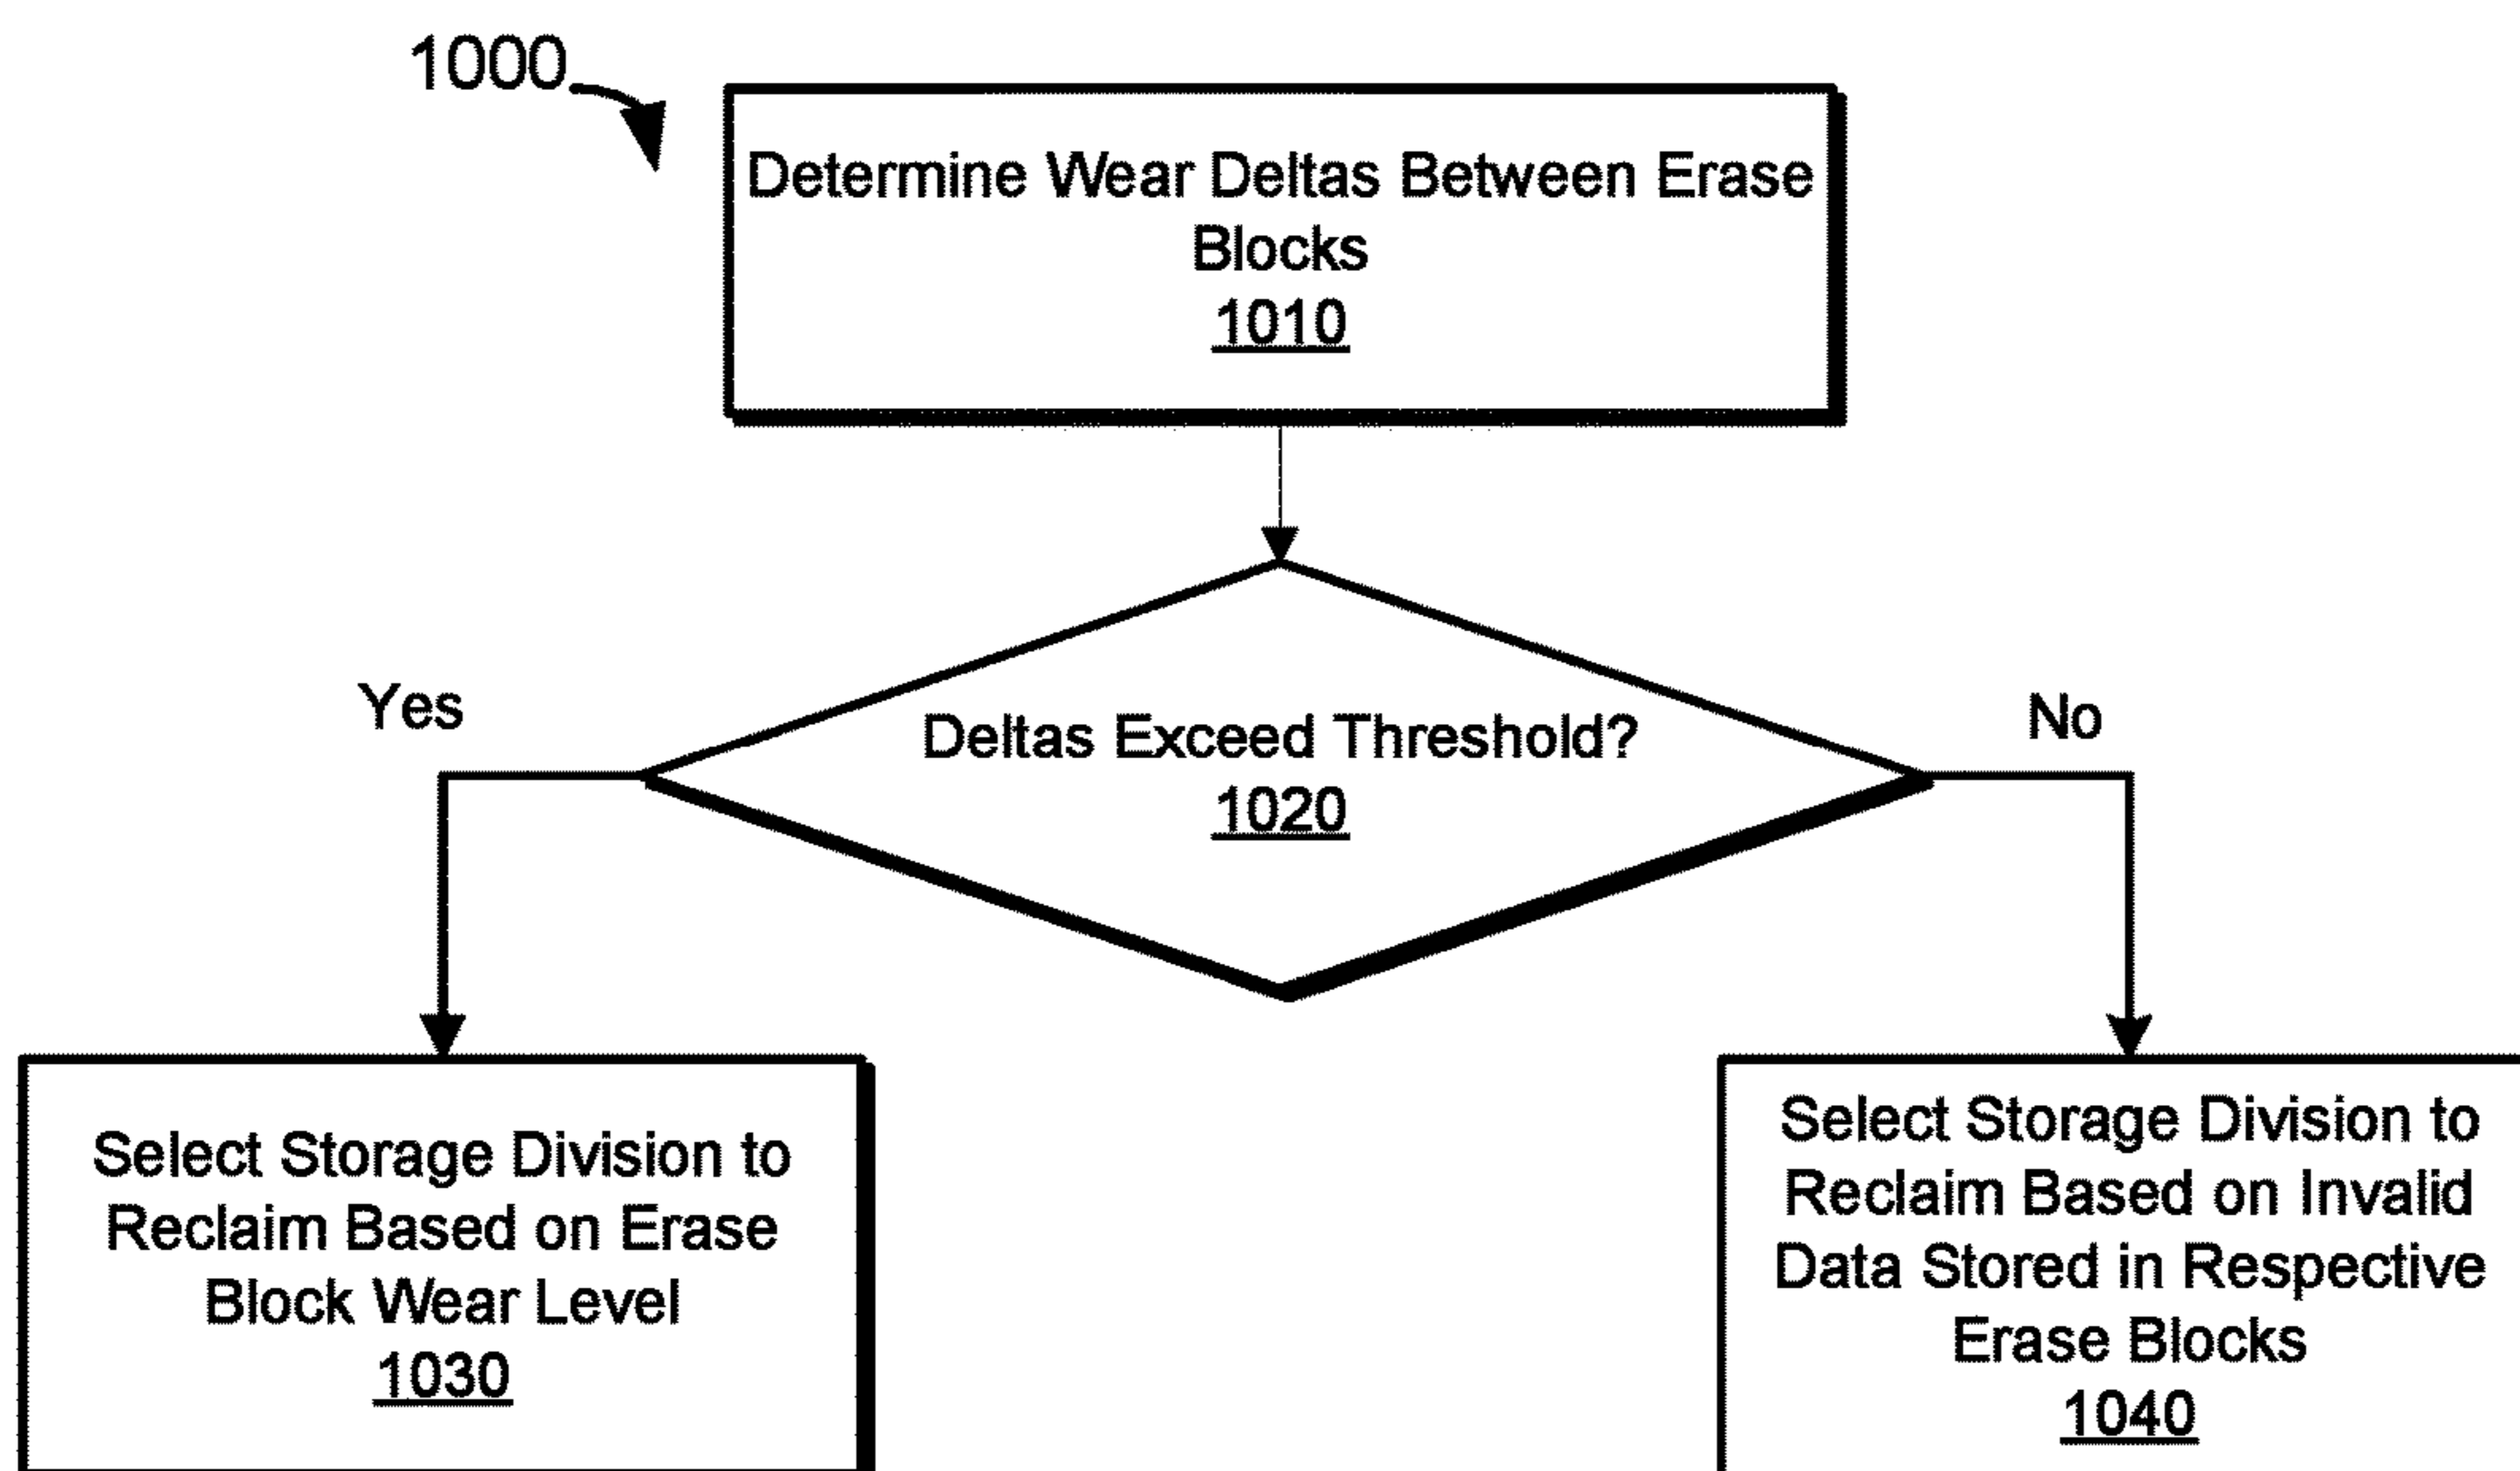 1000
Determine Wear Deltas Between Erase
Blocks
1010
Yes
Deltas Exceed Threshold?
1020
No
Select Storage Division to
Reclaim Based on Erase
Block Wear Level
1030
Select Storage Division to
Reclaim Based on Invalid
Data Stored in Respective
Erase Blocks
1040